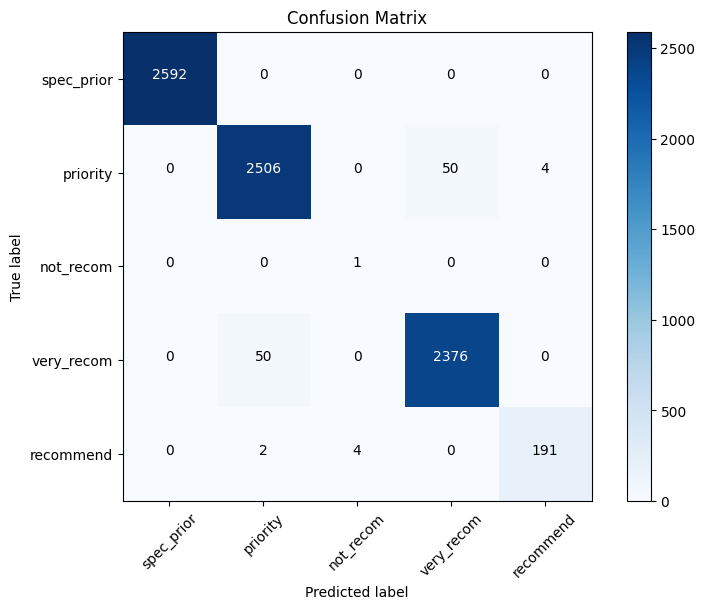 Confusion Matrix
spec_prior 2592 0 0 0 0
priority 0 2506 0 50 4
not_recom 0 0 1 0 0
very_recom 0 50 0 2376 0
recommend 0 2 4 0 191
spec_prior priority not_recom very_recom recommend
Predicted label
True label
2500
2000
1500
1000
500
0